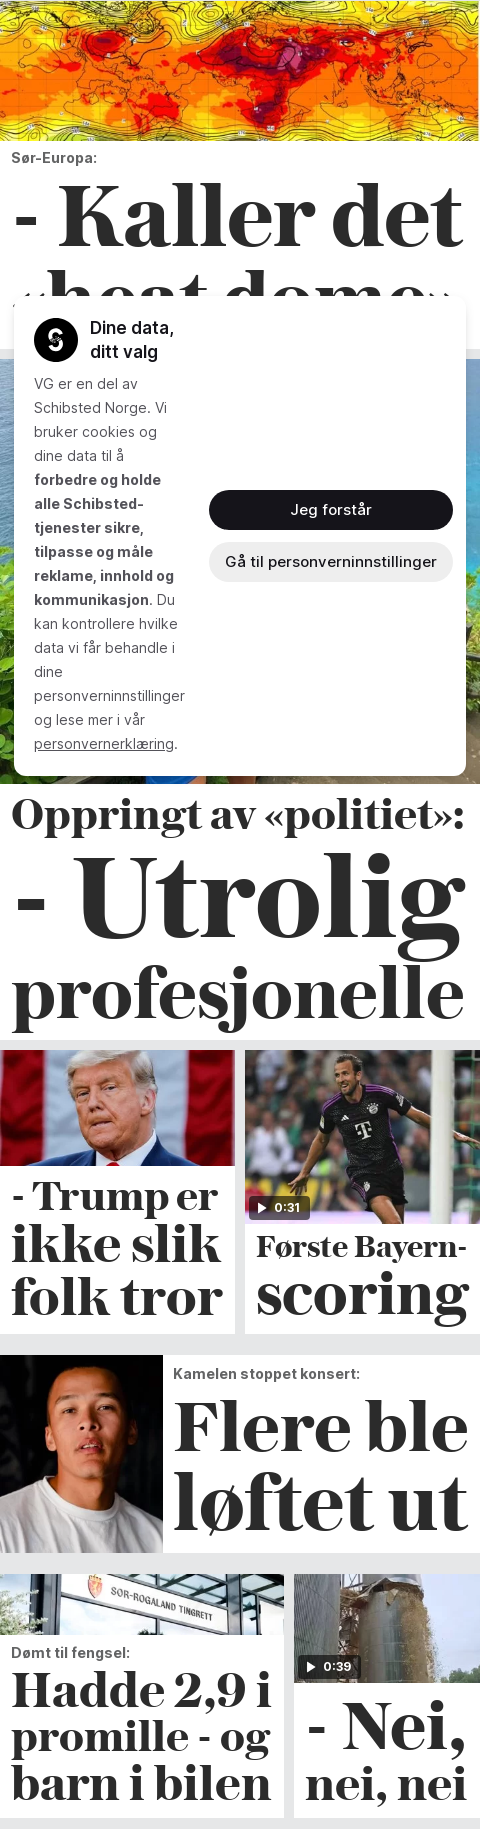 Sør-Europa:
- Kaller det
«heat dome»
Dine data,
ditt valg
VG er en del av
Schibsted Norge. Vi
bruker cookies og
dine data til å
forbedre og holde
alle Schibsted-
tjenester sikre,
tilpasse og måle
reklame, innhold og
kommunikasjon. Du
kan kontrollere hvilke
data vi får behandle i
dine
personverninnstillinger
og lese mer i vår
personvernerklæring.
Jeg forstår
Gå til personverninnstillinger
Oppringt av «politiet»:
- Utrolig
profesjonelle
- Trump er
ikke slik
folk tror
0:31
Første Bayern-
scoring
Kamelen stoppet konsert:
Flere ble
løftet ut
SØR-ROGALAND TINGRETT
Dømt til fengsel:
Hadde 2,9 i
promille - og
barn i bilen
0:39
- Nei,
nei, nei